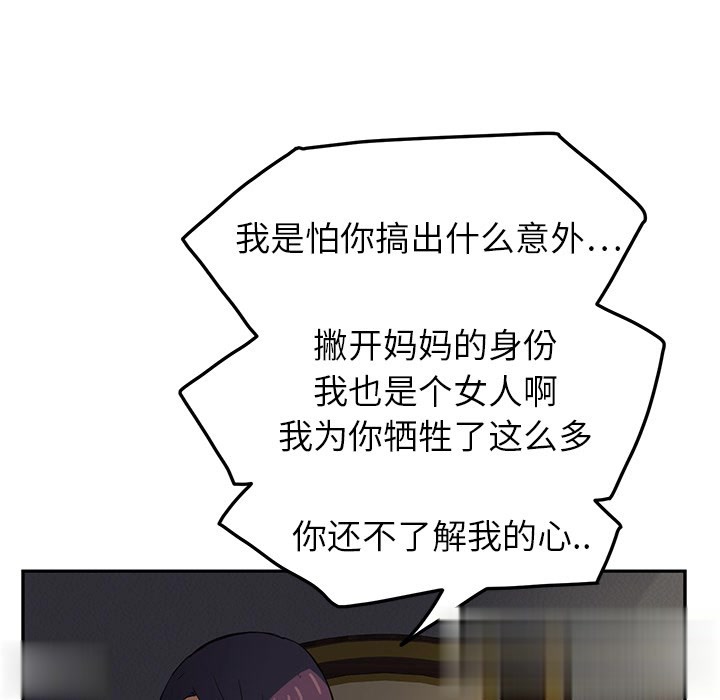 我是怕你搞出什么意外...
撇开妈妈的身份
我也是个女人啊
我为你牺牲了这么多
你还不了解我的心..